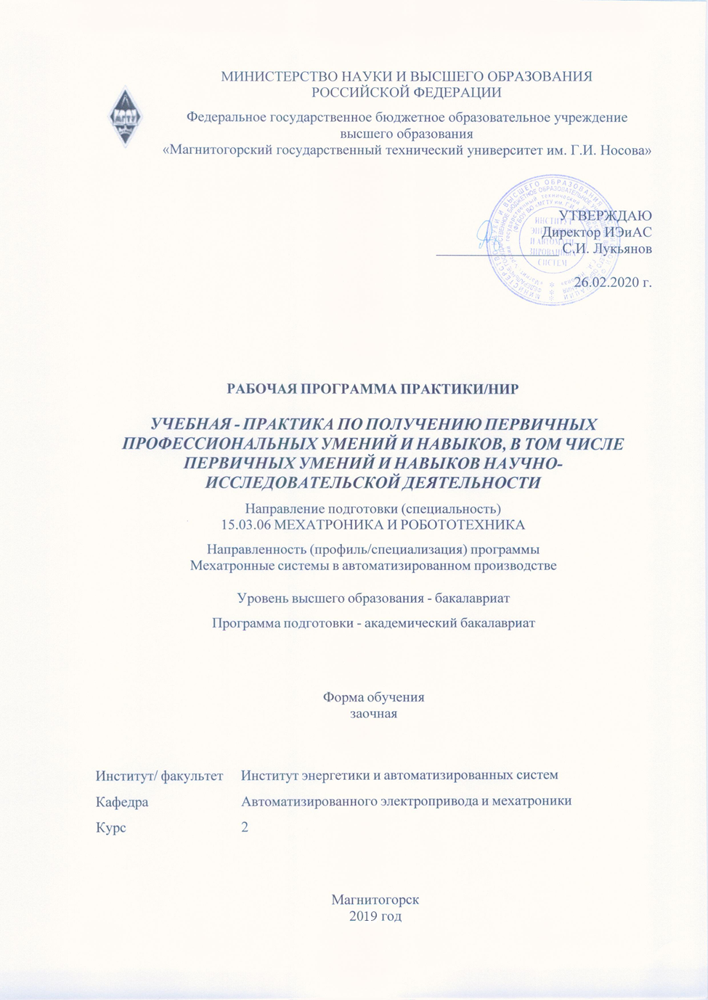 МИНИСТЕРСТВО НАУКИ И ВЫСШЕГО ОБРАЗОВАНИЯ
РОССИЙСКОЙ ФЕДЕРАЦИИ
Федеральное государственное бюджетное образовательное учреждение
высшего образования
«Магнитогорский государственный технический университет им. Г.И. Носова»
УТВЕРЖДАЮ
Директор ИЭиАС
С.И. Лукьянов
26.02.2020 г.
ИНСТИТУТ
СИСТЕМ
РАБОЧАЯ ПРОГРАММА ПРАКТИКИ/НИР
УЧЕБНАЯ - ПРАКТИКА ПО ПОЛУЧЕНИЮ ПЕРВИЧНЫХ
ПРОФЕССИОНАЛЬНЫХ УМЕНИЙ И НАВЫКОВ, В ТОМ ЧИСЛЕ
ПЕРВИЧНЫХ УМЕНИЙ И НАВЫКОВ НАУЧНО-
ИССЛЕДОВАТЕЛЬСКОЙ ДЕЯТЕЛЬНОСТИ
Направление подготовки (специальность)
15.03.06 МЕХАТРОНИКА И РОБОТОТЕХНИКА
Направленность (профиль/специализация) программы
Мехатронные системы в автоматизированном производстве
Уровень высшего образования - бакалавриат
Программа подготовки - академический бакалавриат
Форма обучения
заочная
Институт/ факультет Институт энергетики и автоматизированных систем
Кафедра Автоматизированного электропривода и мехатроники
Курс 2
Магнитогорск
2019 год